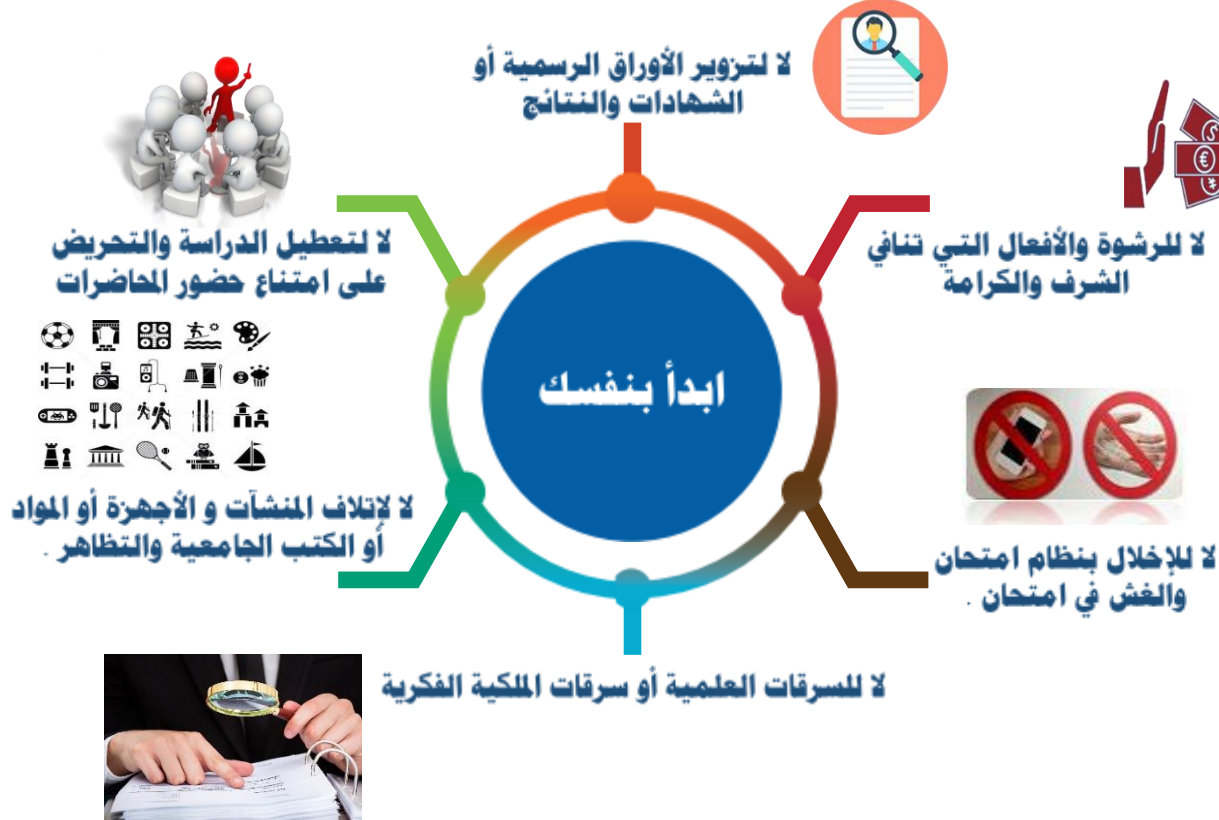 لا لتزوير الأوراق الرسمية أو
الشهادات والنتائج
لا للرشوة والأفعال التي تنافي
الشرف والكرامة
لا لتعطيل الدراسة والتحريض
على امتناع حضور المحاضرات
ابدأ بنفسك
لا لإتلاف المنشآت و الأجهزة أو المواد
أو الكتب الجامعية والتظاهر .
لا للإخلال بنظام امتحان
والغش في امتحان .
لا للسرقات العلمية أو سرقات الملكية الفكرية